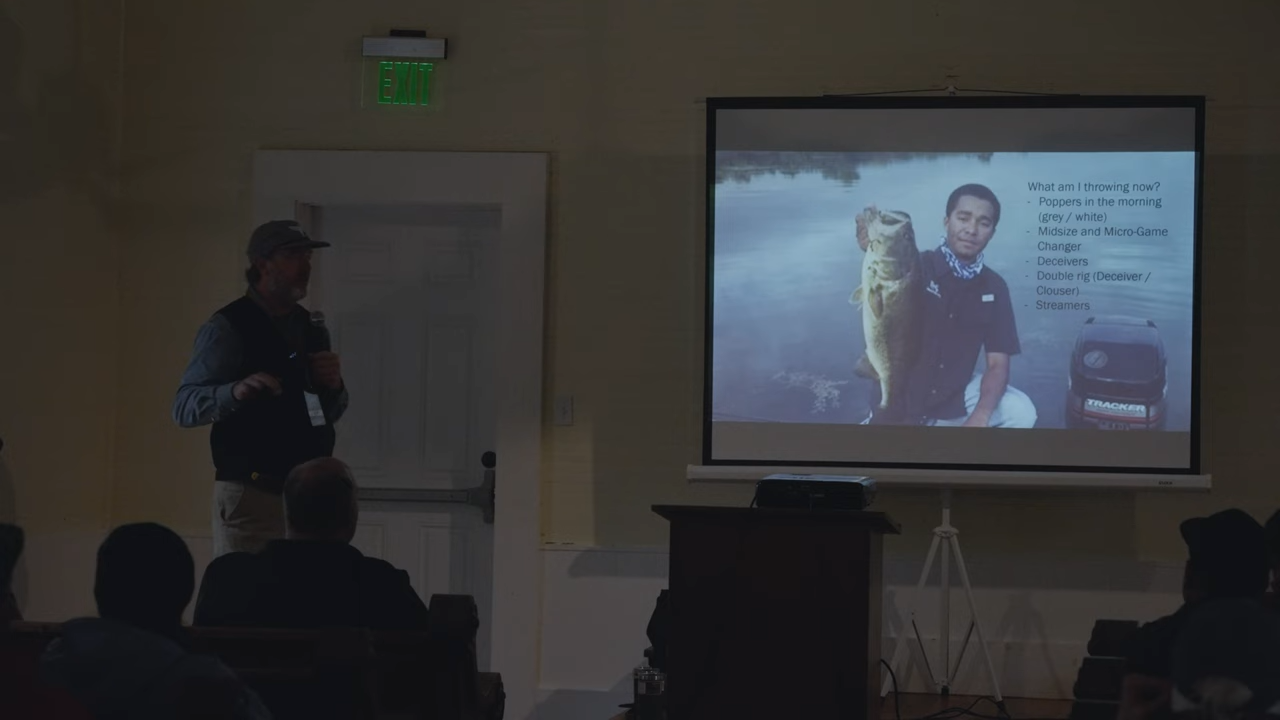 EXIT
What am I throwing now?
- Poppers in the morning
(grey / white)
- Midsize and Micro-Game
Changer
- Deceivers
- Double rig (Deceiver /
Clouser)
- Streamers
TRACKER